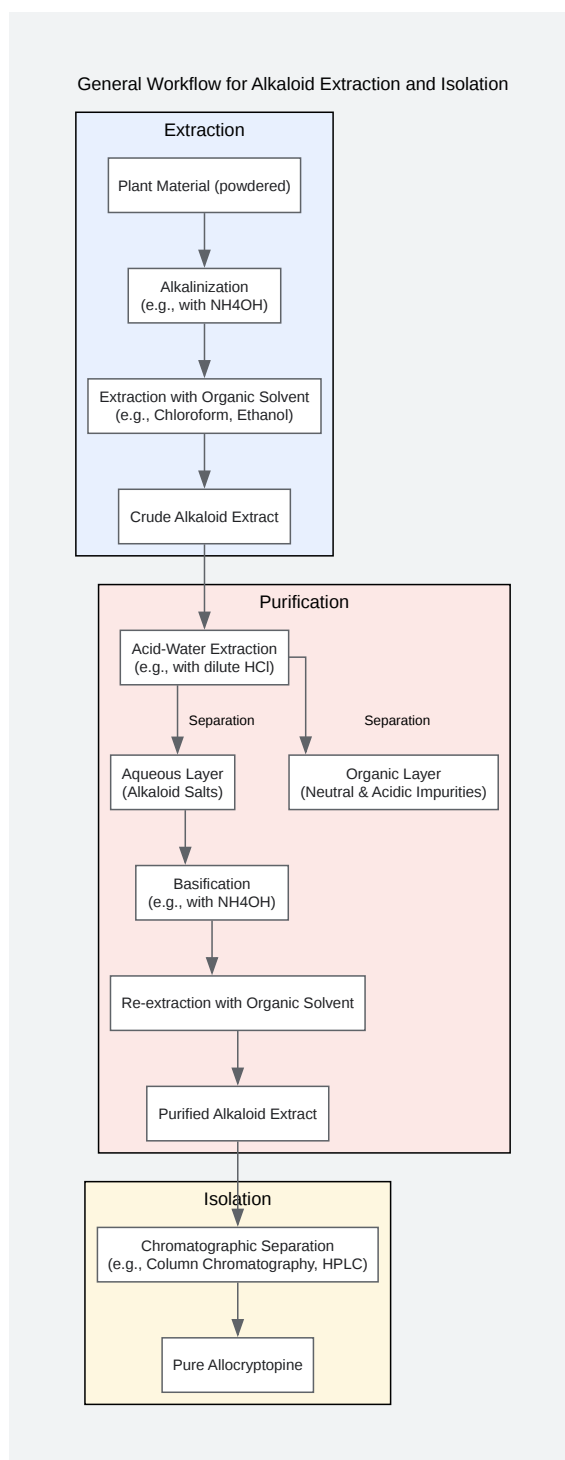 General Workflow for Alkaloid Extraction and Isolation
Extraction
Plant Material (powdered)
Alkalinization
(e.g., with NH4OH)
Extraction with Organic Solvent
(e.g., Chloroform, Ethanol)
Crude Alkaloid Extract
Purification
Acid-Water Extraction
(e.g., with dilute HCl)
Separation
Separation
Aqueous Layer
(Alkaloid Salts)
Organic Layer
(Neutral & Acidic Impurities)
Basification
(e.g., with NH4OH)
Re-extraction with Organic Solvent
Purified Alkaloid Extract
Isolation
Chromatographic Separation
(e.g., Column Chromatography, HPLC)
Pure Allocryptopine